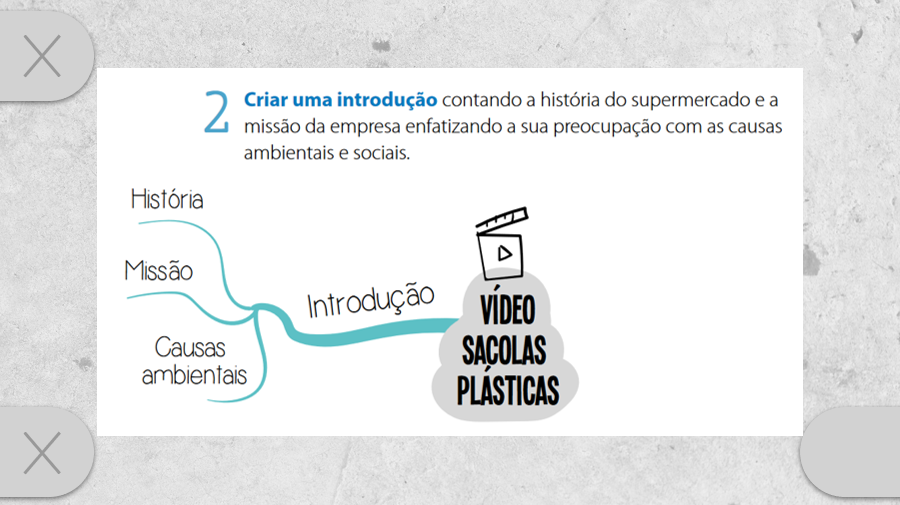 2 Criar uma introdução contando a história do supermercado e a
missão da empresa enfatizando a sua preocupação com as causas
ambientais e sociais.
História
Missão
Introdução
Causas
ambientais
VÍDEO
SACOLAS
PLÁSTICAS